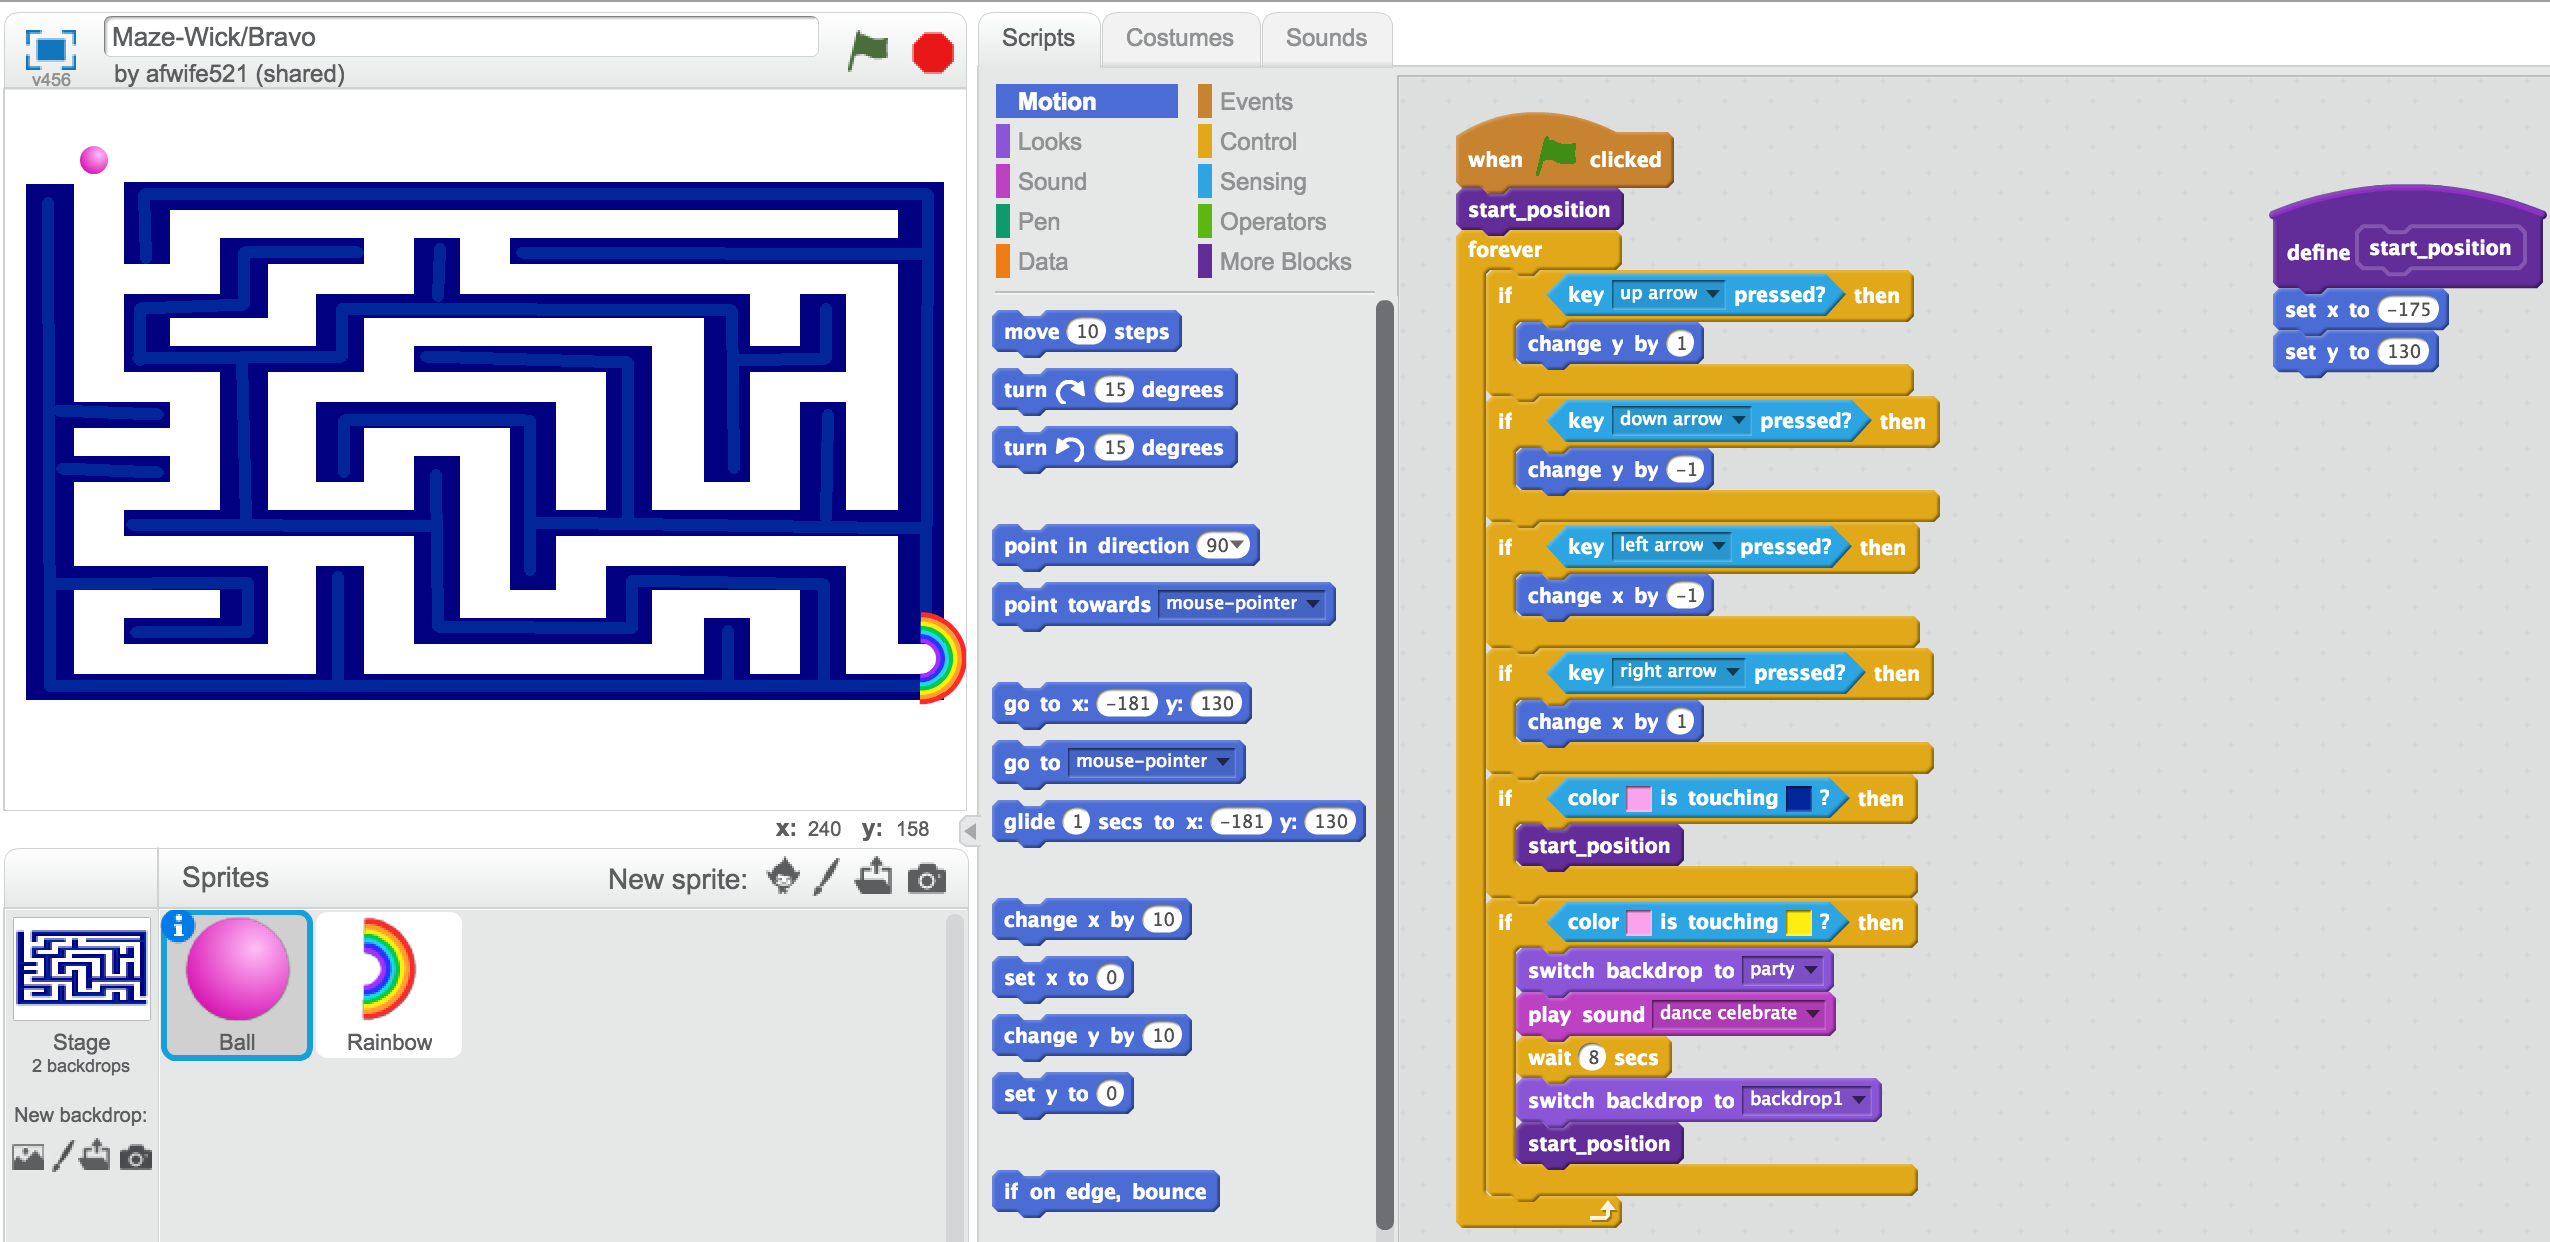 Maze-Wick/Bravo
by afwife521 (shared)
v456
x: 240 y: 158
Sprites
New sprite:
Stage
2 backdrops
New backdrop:
Ball
Rainbow
Scripts
Costumes
Sounds
Motion
Looks
Sound
Pen
Data
Events
Control
Sensing
Operators
More Blocks
move 10 steps
turn 15 degrees
turn 15 degrees
point in direction 90
point towards mouse-pointer
go to x: -181 y: 130
go to mouse-pointer
glide 1 secs to x: -181 y: 130
change x by 10
set x to 0
change y by 10
set y to 0
if on edge, bounce
when clicked
start_position
forever
if key up arrow pressed? then
change y by 1
if key down arrow pressed? then
change y by -1
if key left arrow pressed? then
change x by -1
if key right arrow pressed? then
change x by 1
if color is touching ? then
start_position
if color is touching ? then
switch backdrop to party
play sound dance celebrate
wait 8 secs
switch backdrop to backdrop1
start_position
define start_position
set x to -175
set y to 130